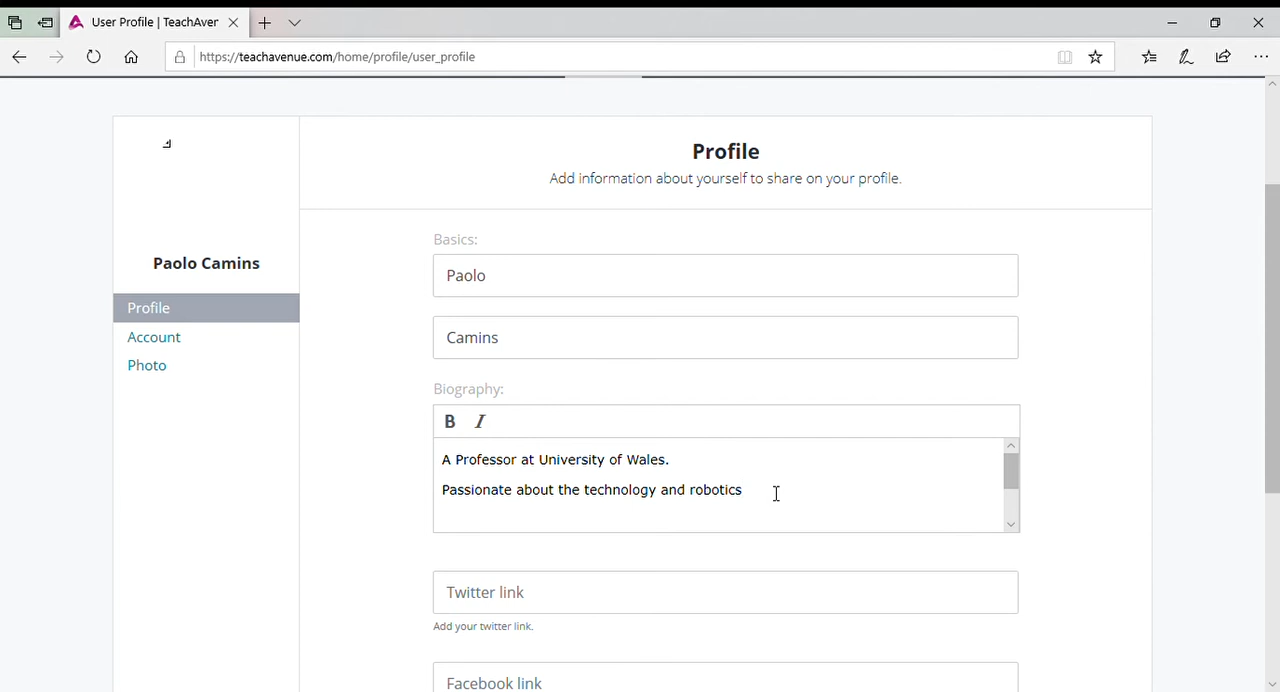 User Profile | TeachAver
https://teachavenue.com/home/profile/user_profile
Profile
Add information about yourself to share on your profile.
Paolo Camins
Profile
Account
Photo
Basics:
Paolo
Camins
Biography:
B I
A Professor at University of Wales.
Passionate about the technology and robotics
Twitter link
Add your twitter link.
Facebook link